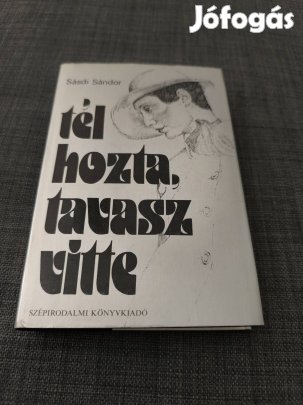 Jófogás
Sásdi Sándor
tél
hozta,
tavasz
vitte
SZÉPIRODALMI KÖNYVKIADÓ